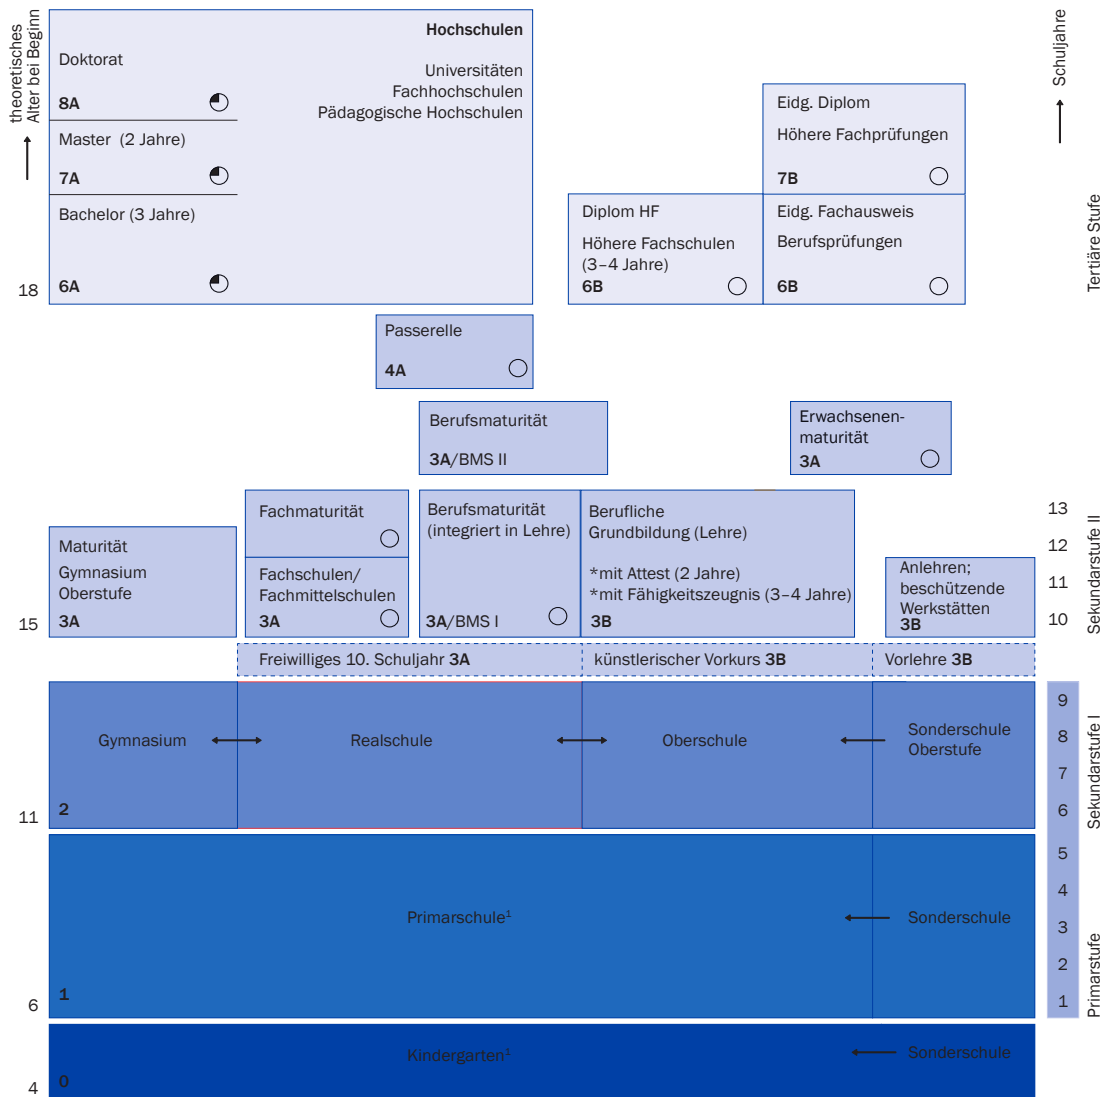 theoretisches
Alter bei Beginn
Schuljahre
Hochschulen
Universitäten
Fachhochschulen
Pädagogische Hochschulen
Doktorat
8A
Master (2 Jahre)
7A
Bachelor (3 Jahre)
6A
18
Eidg. Diplom
Höhere Fachprüfungen
7B
Diplom HF
Höhere Fachschulen
(3–4 Jahre)
6B
Eidg. Fachausweis
Berufsprüfungen
6B
Tertiäre Stufe
Passerelle
4A
Berufsmaturität
3A/BMS II
Erwachsenen-
maturität
3A
Maturität
Gymnasium
Oberstufe
3A
15
Fachmaturität
Fachschulen/
Fachmittelschulen
3A
Berufsmaturität
(integriert in Lehre)
3A/BMS I
Berufliche
Grundbildung (Lehre)
*mit Attest (2 Jahre)
*mit Fähigkeitszeugnis (3–4 Jahre)
3B
Anlehren;
beschützende
Werkstätten
3B
13
12
11
10
Sekundarstufe II
Freiwilliges 10. Schuljahr 3A
künstlerischer Vorkurs 3B
Vorlehre 3B
Gymnasium
Realschule
Oberschule
Sonderschule
Oberstufe
2
11
9
8
7
6
Sekundarstufe I
Primarschule¹
Sonderschule
1
6
5
4
3
2
1
Primarstufe
Kindergarten¹
Sonderschule
0
4